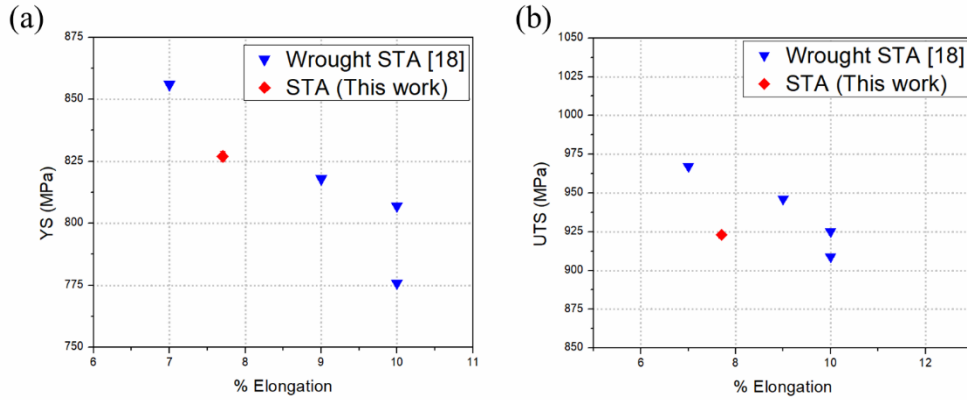 (a)
875
850
825
800
775
750
YS (MPa)
Wrought STA [18]
STA (This work)
6 7 8 9 10 11
% Elongation
(b)
1050
1025
1000
975
950
925
900
875
850
UTS (MPa)
Wrought STA [18]
STA (This work)
6 8 10 12
% Elongation